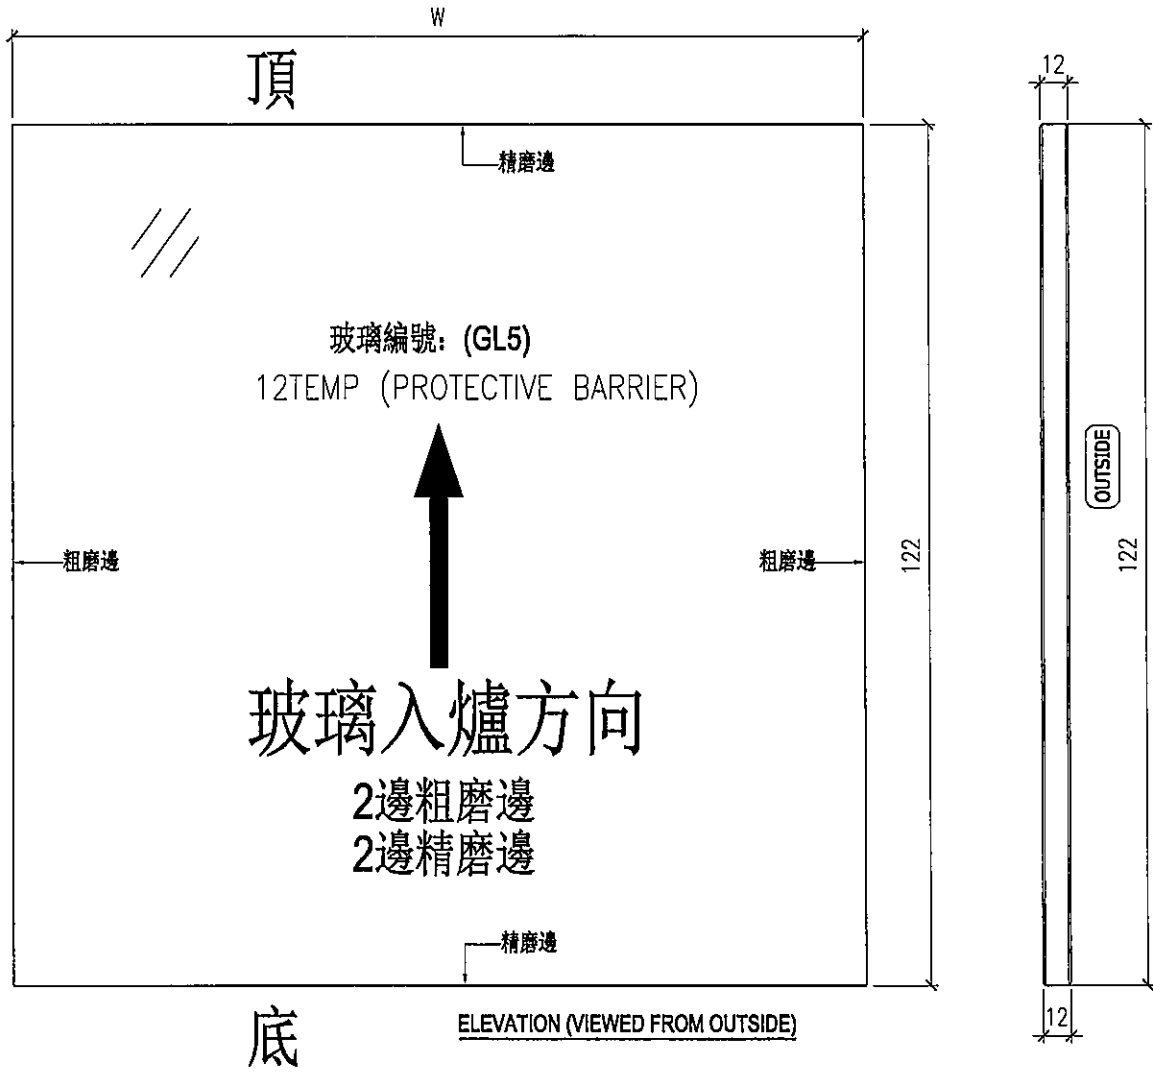 W
頂
12
精磨邊
玻璃編號: (GL5)
12TEMP (PROTECTIVE BARRIER)
OUTSIDE
粗磨邊
粗磨邊
122
122
玻璃入爐方向
2邊粗磨邊
2邊精磨邊
精磨邊
底
ELEVATION (VIEWED FROM OUTSIDE)
12